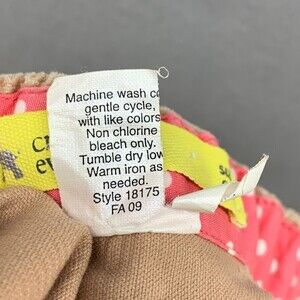 Machine wash co
gentle cycle,
with like colors
Non chlorine
bleach only.
Tumble dry low
Warm iron as
needed.
Style 18175
FA 09